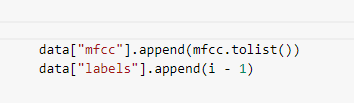 data["mfcc"].append(mfcc.tolist())
data["labels"].append(i - 1)